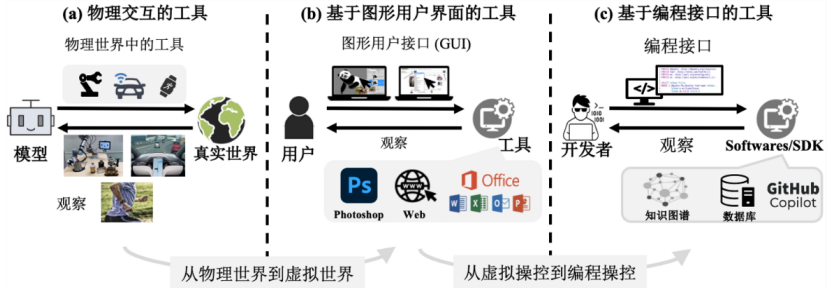 (a) 物理交互的工具
物理世界中的工具
模型
真实世界
观察
(b) 基于图形用户界面的工具
图形用户接口 (GUI)
用户
观察
工具
Ps
Photoshop
WWW
Web
Office
W X O P
(c) 基于编程接口的工具
编程接口
</>
1010
1001
开发者
观察
Softwares/SDK
知识图谱
数据库
GitHub
Copilot
从物理世界到虚拟世界
从虚拟操控到编程操控